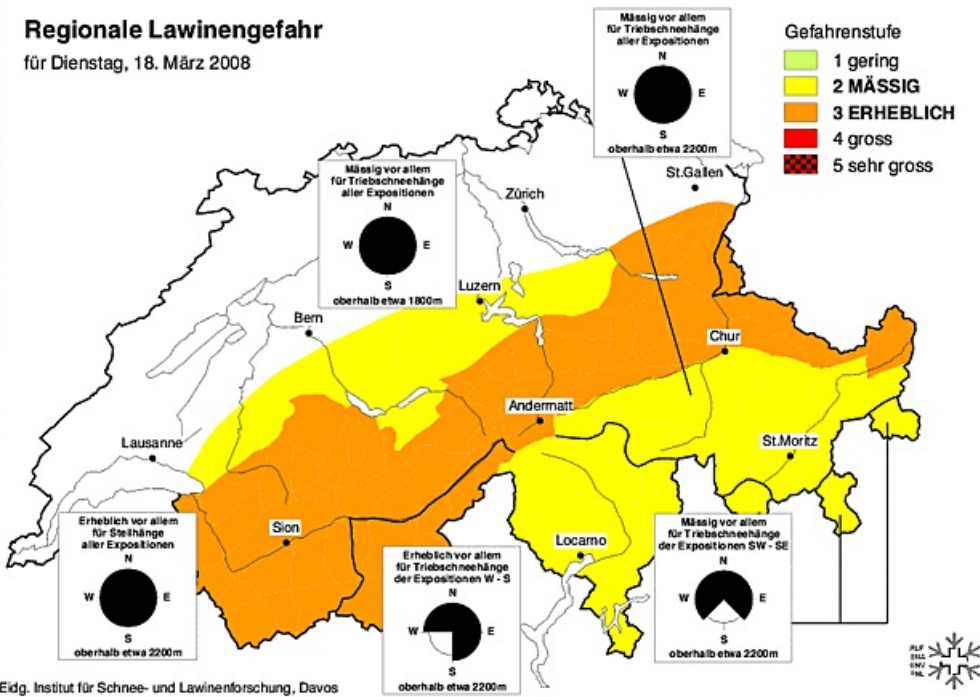 Regionale Lawinengefahr
für Dienstag, 18. März 2008
Mässig vor allem
für Triebschneehänge
aller Expositionen
N
W
E
S
oberhalb etwa 2200m
Gefahrenstufe
1 gering
2 MÄSSIG
3 ERHEBLICH
4 gross
5 sehr gross
Mässig vor allem
für Triebschneehänge
aller Expositionen
N
W
E
S
oberhalb etwa 1800m
St.Gallen
Zürich
Luzern
Bern
Chur
Andermatt
Lausanne
St.Moritz
Sion
Locarno
Erheblich vor allem
für Steilhänge
aller Expositionen
N
W
E
S
oberhalb etwa 2200m
Erheblich vor allem
für Triebschneehänge
der Expositionen W - S
N
W
E
S
oberhalb etwa 2200m
Mässig vor allem
für Triebschneehänge
der Expositionen SW - SE
N
W
E
S
oberhalb etwa 2200m
Eidg. Institut für Schnee- und Lawinenforschung, Davos